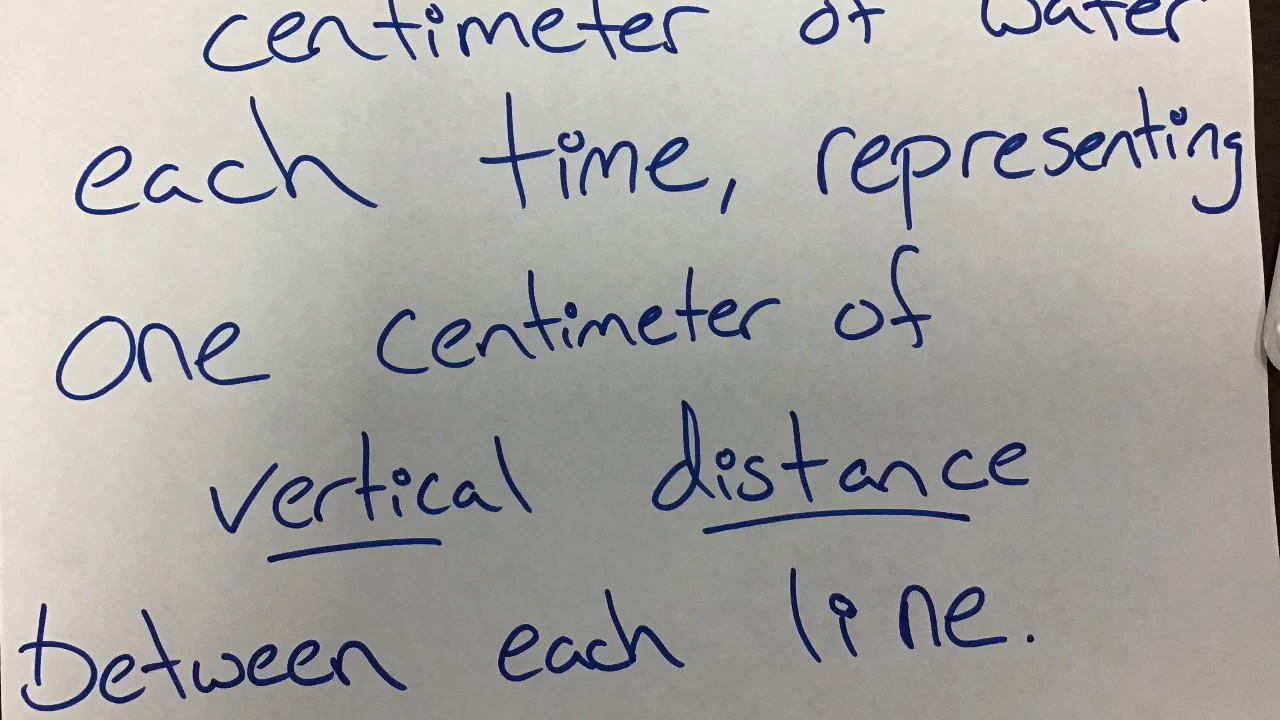 centimeter of water
each time, representing
one centimeter of
vertical distance
between each line.